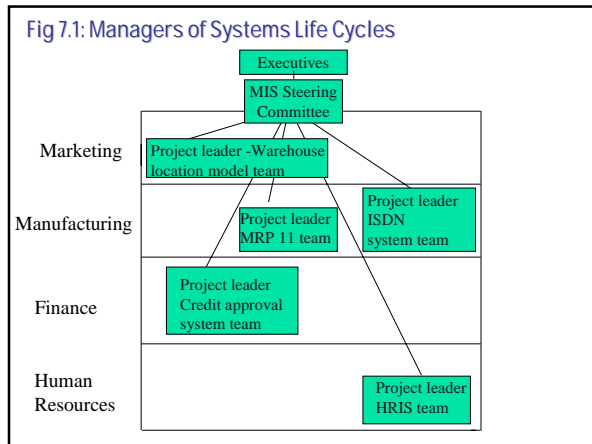 Fig 7.1: Managers of Systems Life Cycles
Executives
MIS Steering
Committee
Marketing
Project leader -Warehouse
location model team
Manufacturing
Project leader
MRP 11 team
Project leader
ISDN
system team
Finance
Project leader
Credit approval
system team
Human
Resources
Project leader
HRIS team